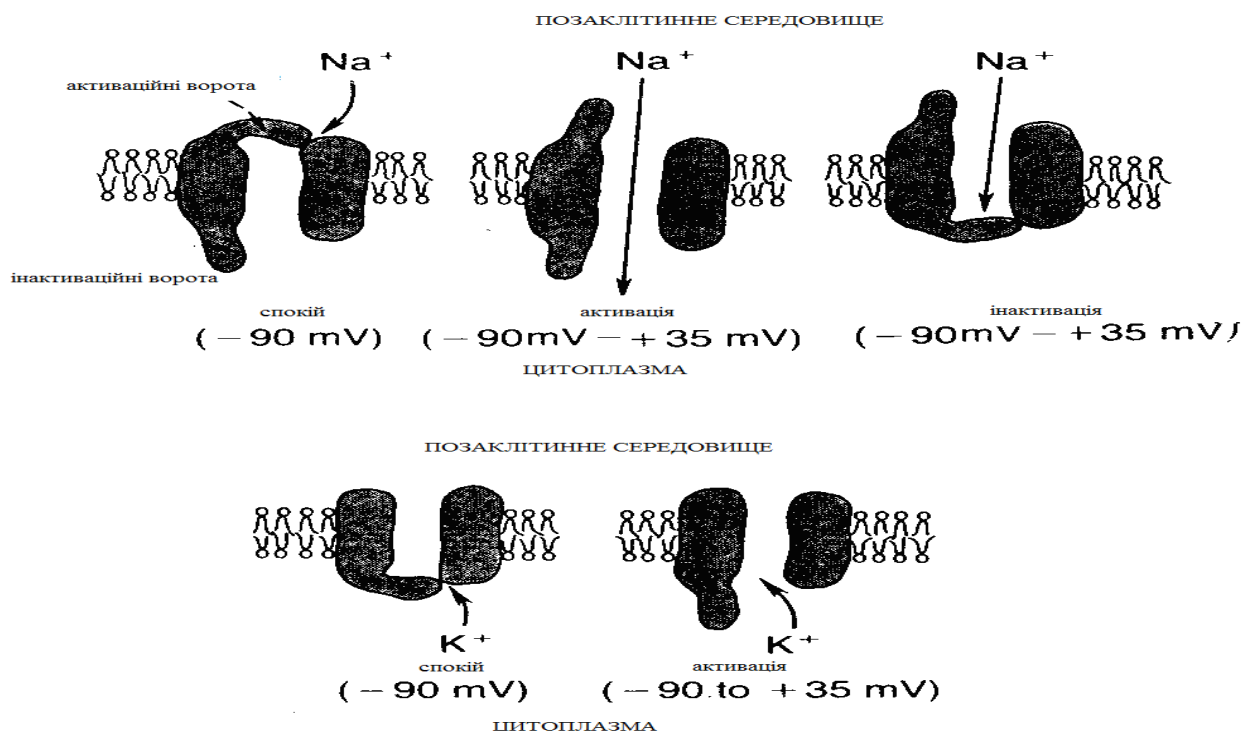 ПОЗАКЛІТИННЕ СЕРЕДОВИЩЕ
Na⁺ Na⁺ Na⁺
активаційні ворота
інактиваційні ворота
спокій активація інактивація
(– 90 mV) (– 90mV – + 35 mV) (– 90mV – + 35 mV)
ЦИТОПЛАЗМА
ПОЗАКЛІТИННЕ СЕРЕДОВИЩЕ
K⁺ K⁺
спокій активація
(– 90 mV) (– 90.to + 35 mV)
ЦИТОПЛАЗМА